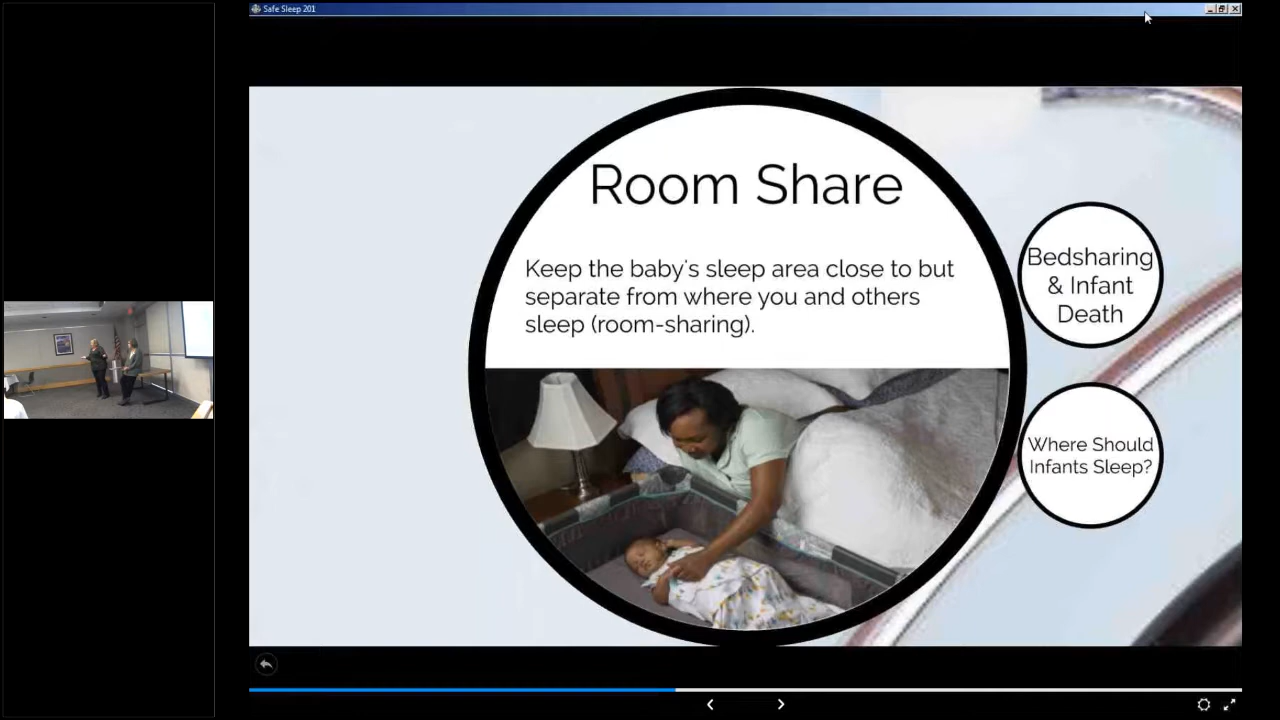 Safe Sleep 201
Room Share
Keep the baby's sleep area close to but
separate from where you and others
sleep (room-sharing).
Bedsharing
& Infant
Death
Where Should
Infants Sleep?